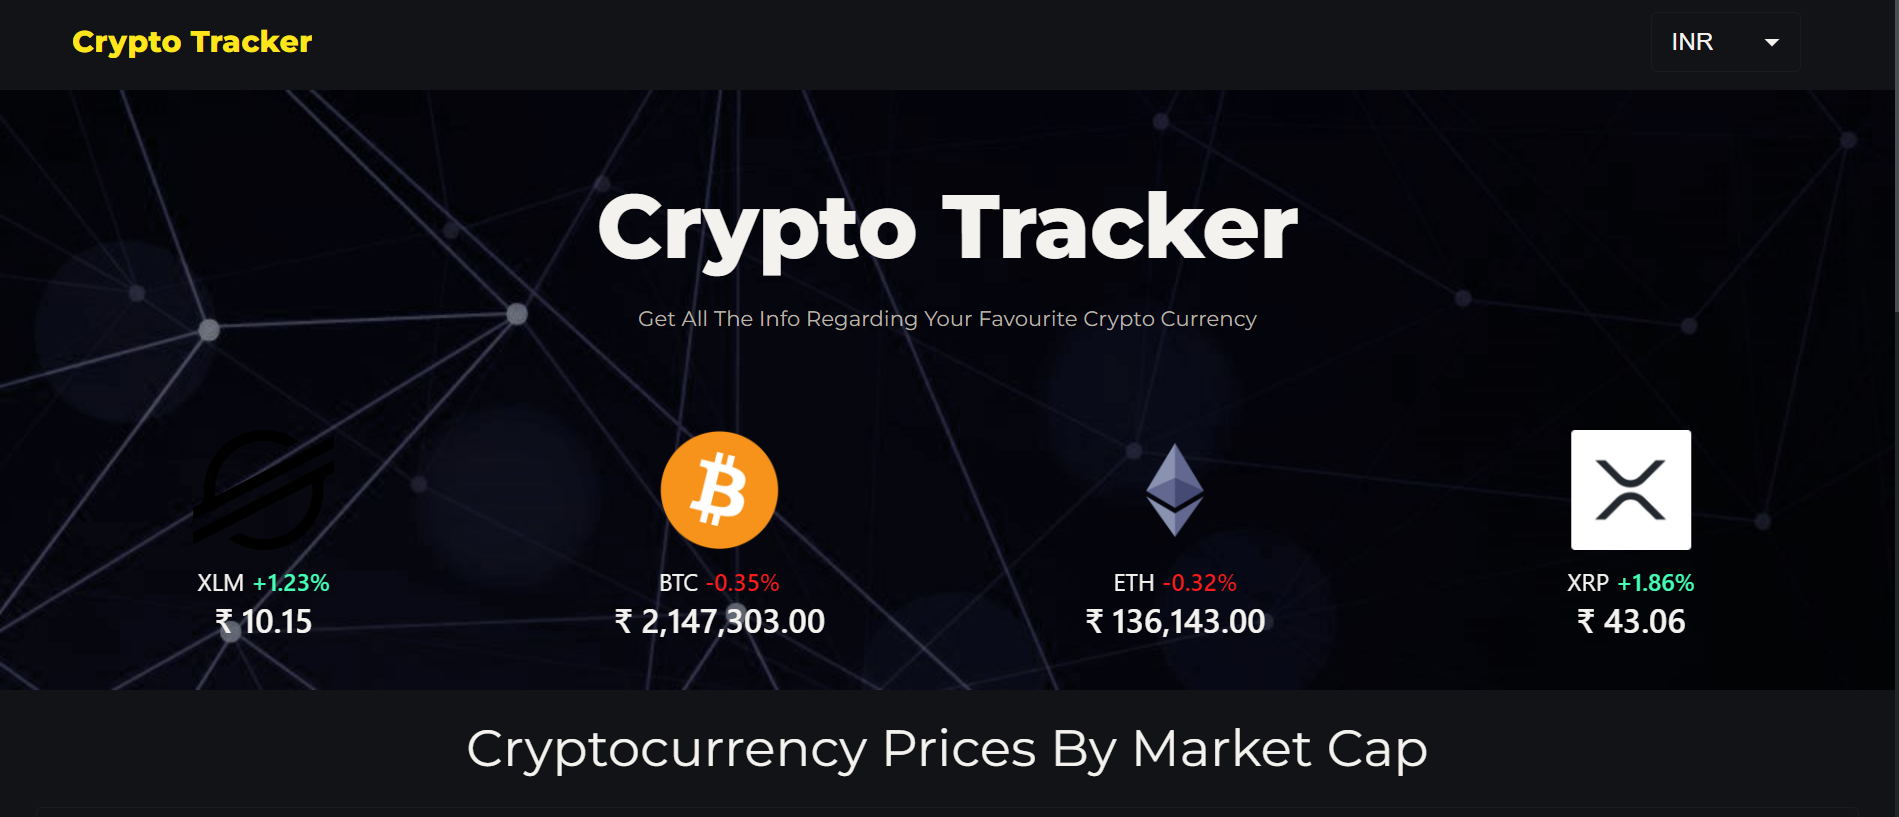 Crypto Tracker
INR
Crypto Tracker
Get All The Info Regarding Your Favourite Crypto Currency
XLM +1.23%
₹ 10.15
BTC -0.35%
₹ 2,147,303.00
ETH -0.32%
₹ 136,143.00
XRP +1.86%
₹ 43.06
Cryptocurrency Prices By Market Cap